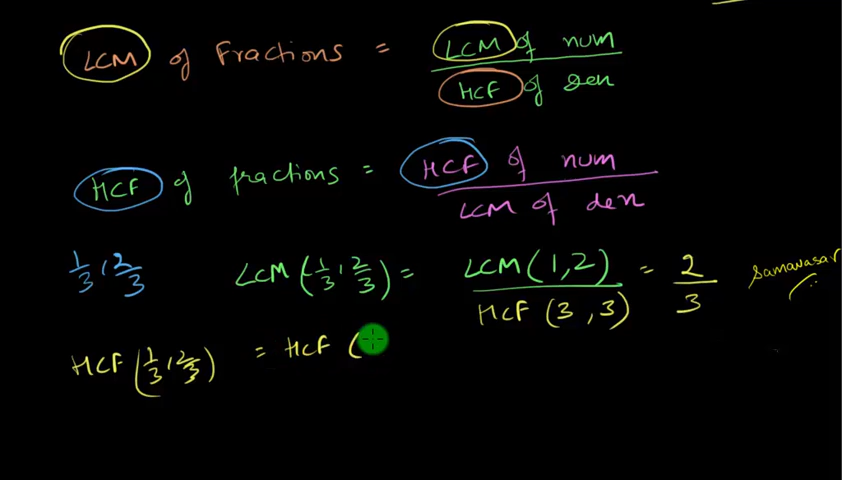 LCM of Fractions = LCM of num / HCF of den
HCF of fractions = HCF of num / LCM of den
1/3, 2/3 LCM(1/3, 2/3) = LCM(1,2) / HCF(3,3) = 2/3 Samavasar
HCF(1/3, 2/3) = HCF (